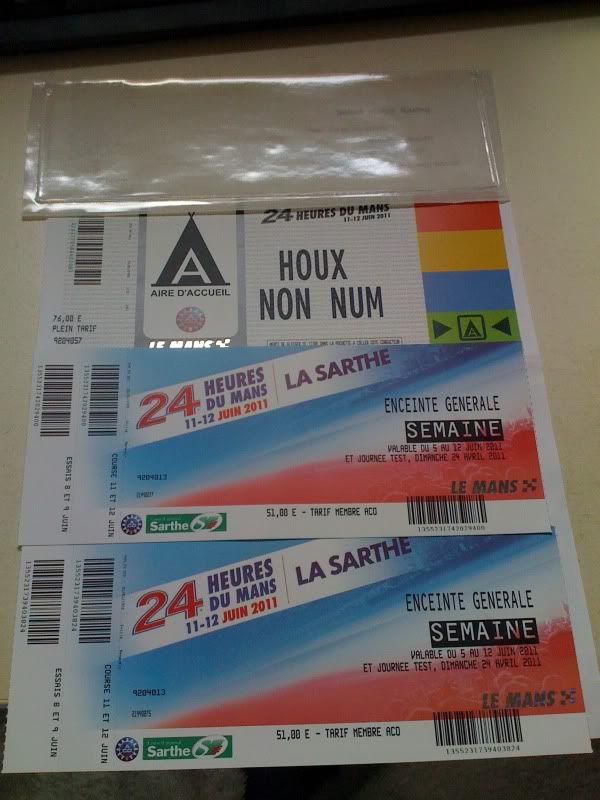 24 HEURES DU MANS
11-12 JUIN 2011
HOUX
NON NUM
AIRE D'ACCUEIL
76,00 E
PLEIN TARIF
9204057
LE MANS
24 HEURES
DU MANS
11-12 JUIN 2011
LA SARTHE
ENCEINTE GENERALE
SEMAINE
VALABLE DU 5 AU 12 JUIN 2011
ET JOURNEE TEST, DIMANCHE 24 AVRIL 2011
LE MANS
9204013
Sarthe
51,00 E - TARIF MEMBRE ACO
1355231742029400
1355231742029400
ESSAIS 8 ET 9 JUIN
COURSE 11 ET 12 JUIN
24 HEURES
DU MANS
11-12 JUIN 2011
LA SARTHE
ENCEINTE GENERALE
SEMAINE
VALABLE DU 5 AU 12 JUIN 2011
ET JOURNEE TEST, DIMANCHE 24 AVRIL 2011
LE MANS
9204013
Sarthe
51,00 E - TARIF MEMBRE ACO
1355231739403824
1355231739403824
ESSAIS 8 ET 9 JUIN
COURSE 11 ET 12 JUIN